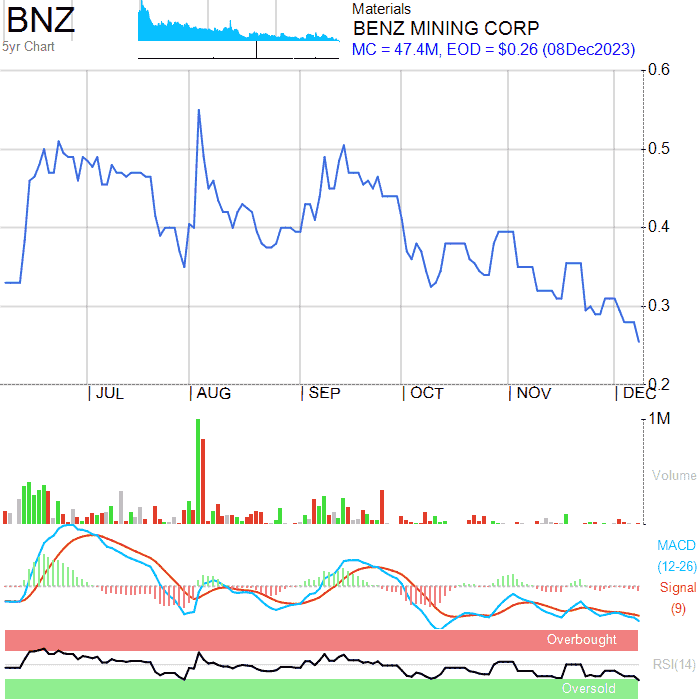 BNZ
5yr Chart
Materials
BENZ MINING CORP
MC = 47.4M, EOD = $0.26 (08Dec2023)
0.6
0.5
0.4
0.3
0.2
JUL
AUG
SEP
OCT
NOV
DEC
1M
Volume
MACD
(12-26)
Signal
(9)
Overbought
RSI(14)
Oversold